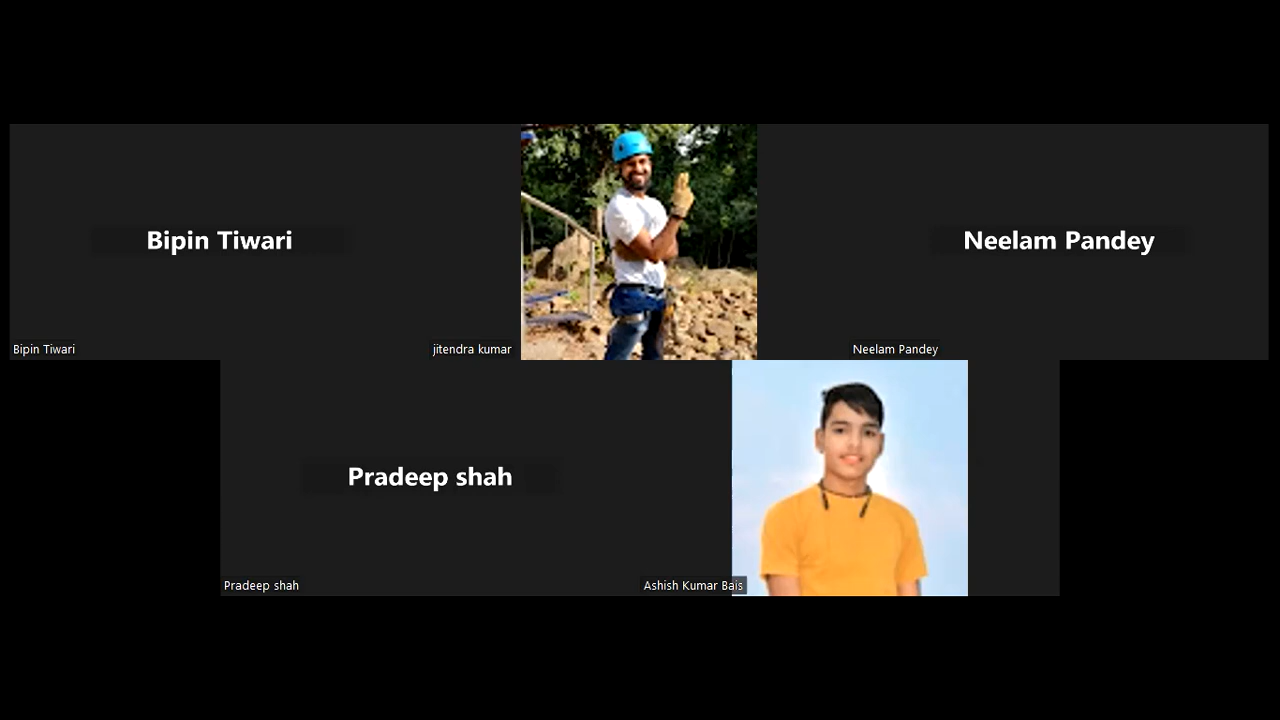 Bipin Tiwari
Neelam Pandey
Bipin Tiwari
jitendra kumar
Neelam Pandey
Pradeep shah
Pradeep shah
Ashish Kumar Bais